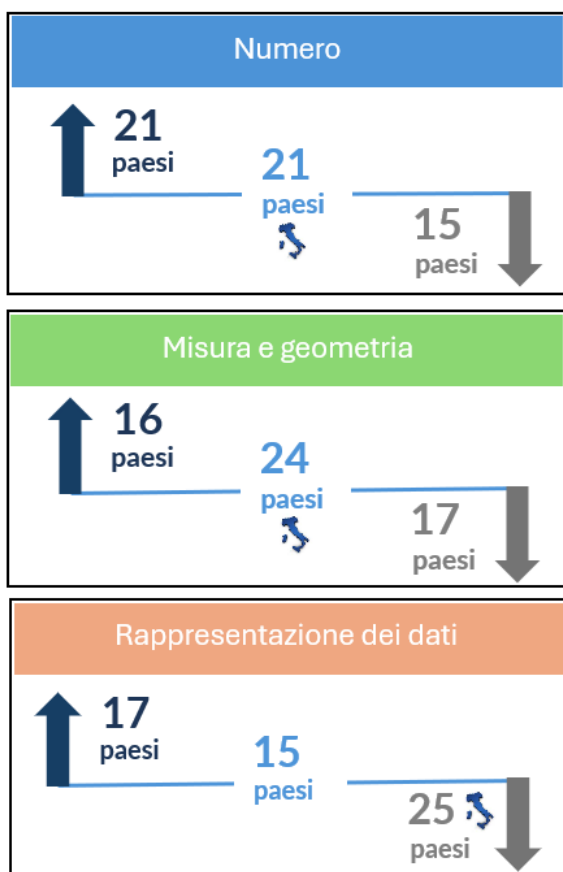 Numero
21
paesi
21
paesi
15
paesi
Misura e geometria
16
paesi
24
paesi
17
paesi
Rappresentazione dei dati
17
paesi
15
paesi
25
paesi